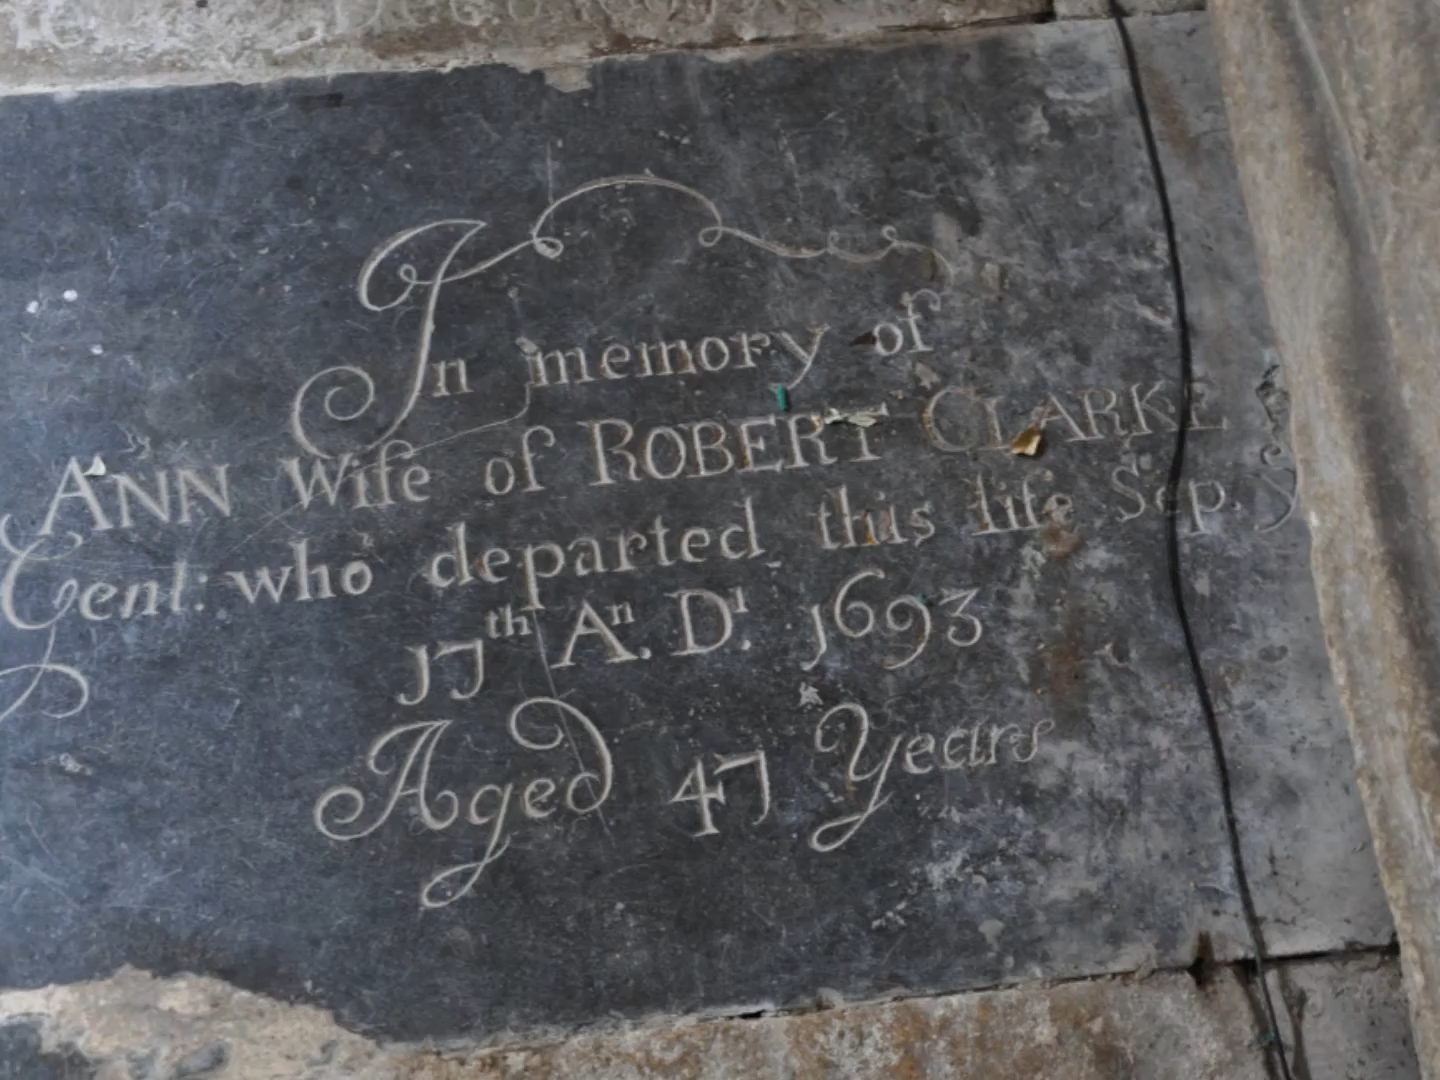 In memory of
ANN Wife of ROBERT CLARKE
Gent: who departed this life Sep. y
17th An. Di. 1693
Aged 47 Years